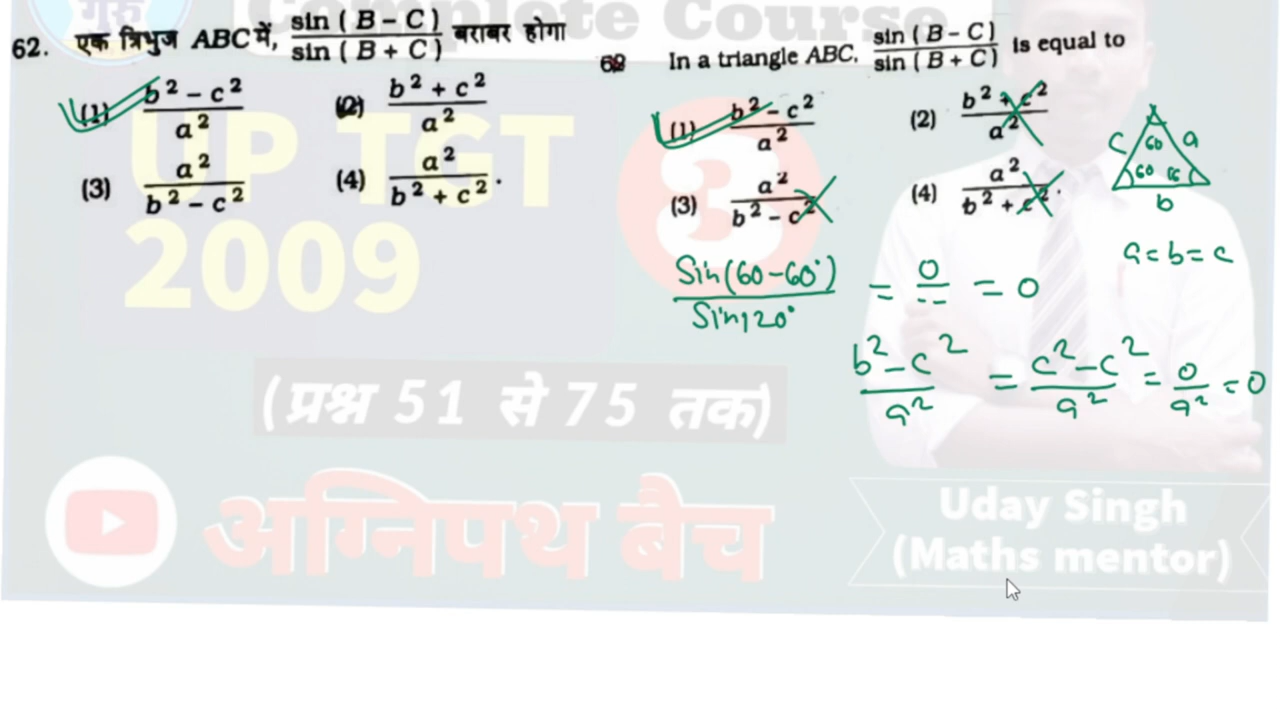 गुरु
Complete Course
62. एक त्रिभुज ABC में, sin ( B – C ) / sin ( B + C ) बराबर होगा
(1) b² – c² / a²
(2) b² + c² / a²
(3) a² / b² – c²
(4) a² / b² + c² .
62 In a triangle ABC, sin ( B – C ) / sin ( B + C ) is equal to
(1) b² – c² / a²
(2) b² + c² / a²
(3) a² / b² – c²
(4) a² / b² + c² .
c 60 a
60
b
a = b = c
Sin(60-60°) / Sin120° = 0 / -- = 0
b² - c² / a² = c² - c² / a² = 0 / a² = 0
UP TGT
2009
3
(प्रश्न 51 से 75 तक)
अग्निपथ बैच
Uday Singh
(Maths mentor)